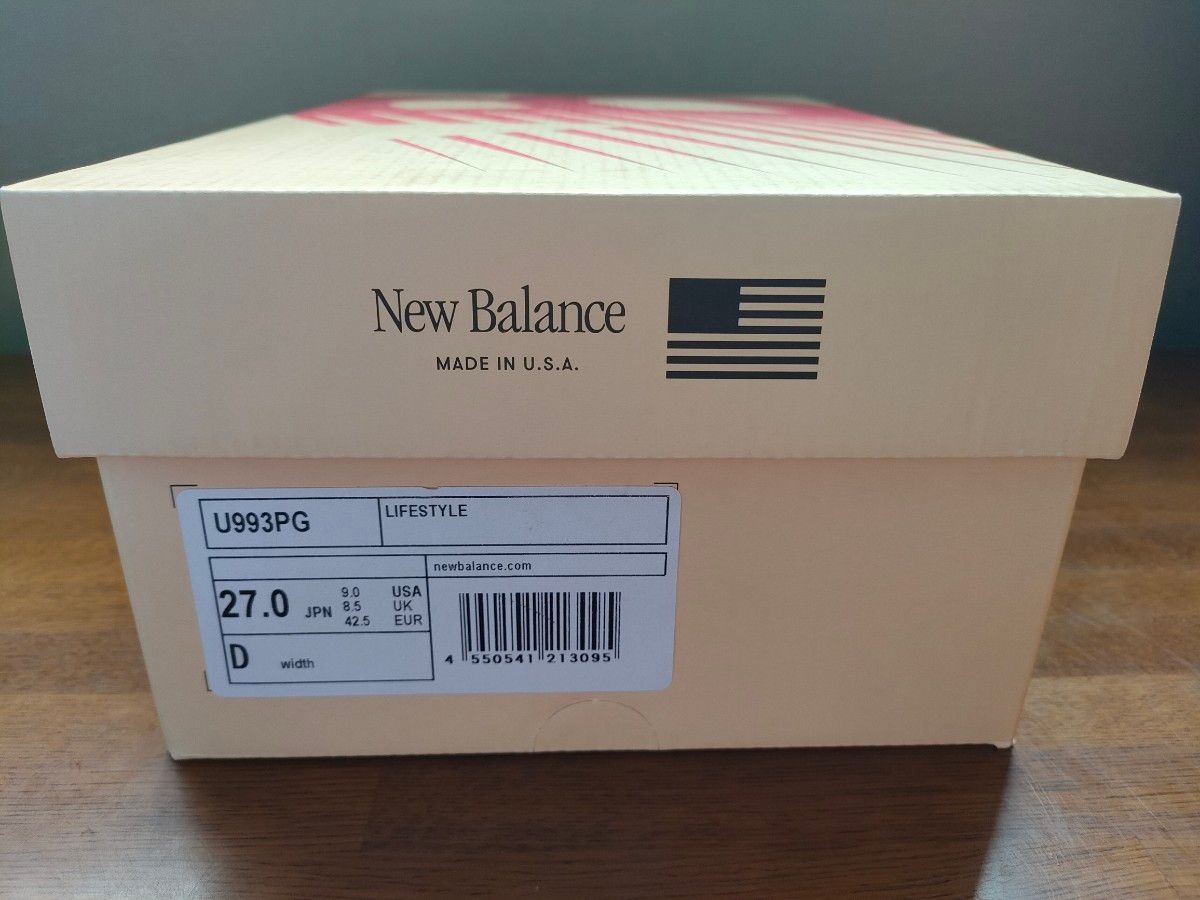 New Balance
MADE IN U.S.A.
U993PG
LIFESTYLE
newbalance.com
27.0 JPN
9.0 USA
8.5 UK
42.5 EUR
D width
4 550541 213095